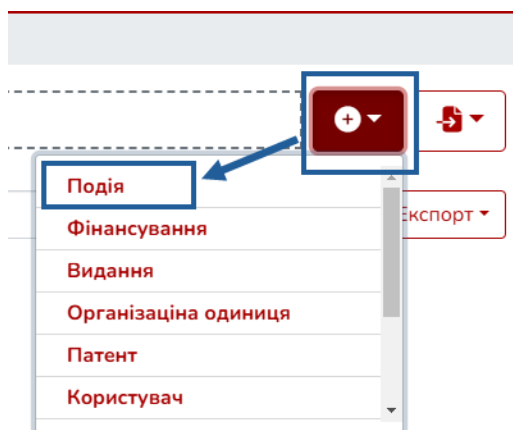 Подія
Експорт
Фінансування
Видання
Організаціна одиниця
Патент
Користувач